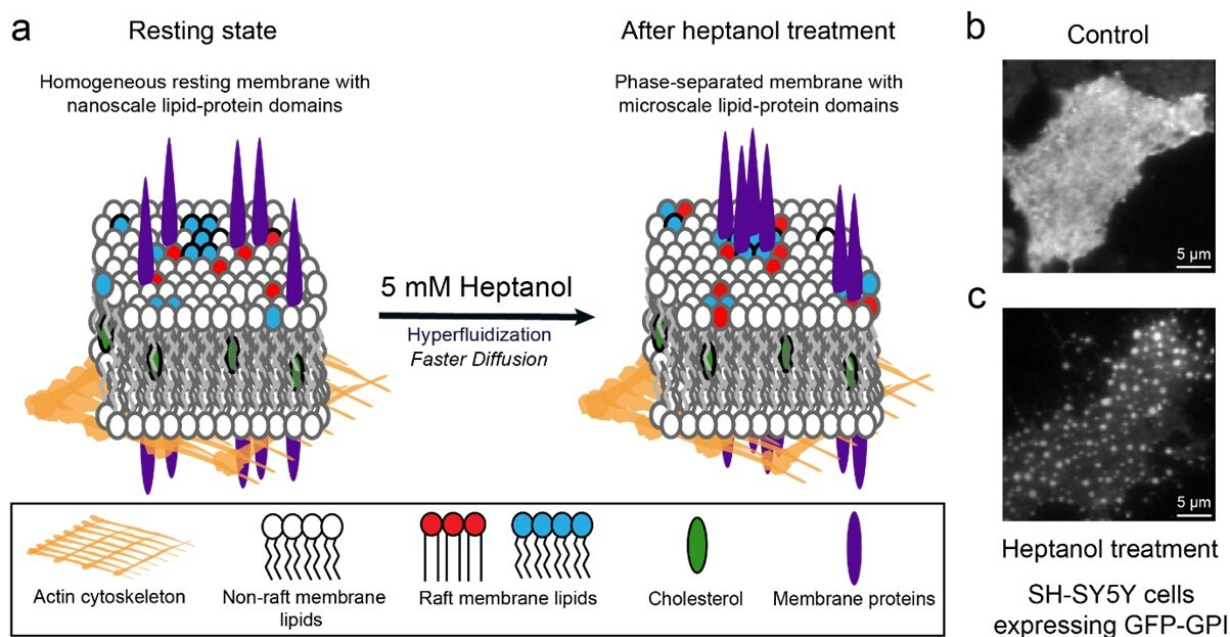 a
Resting state
Homogeneous resting membrane with
nanoscale lipid-protein domains
After heptanol treatment
Phase-separated membrane with
microscale lipid-protein domains
5 mM Heptanol
Hyperfluidization
Faster Diffusion
Actin cytoskeleton
Non-raft membrane
lipids
Raft membrane lipids
Cholesterol
Membrane proteins
b
Control
5 µm
c
5 µm
Heptanol treatment
SH-SY5Y cells
expressing GFP-GPI